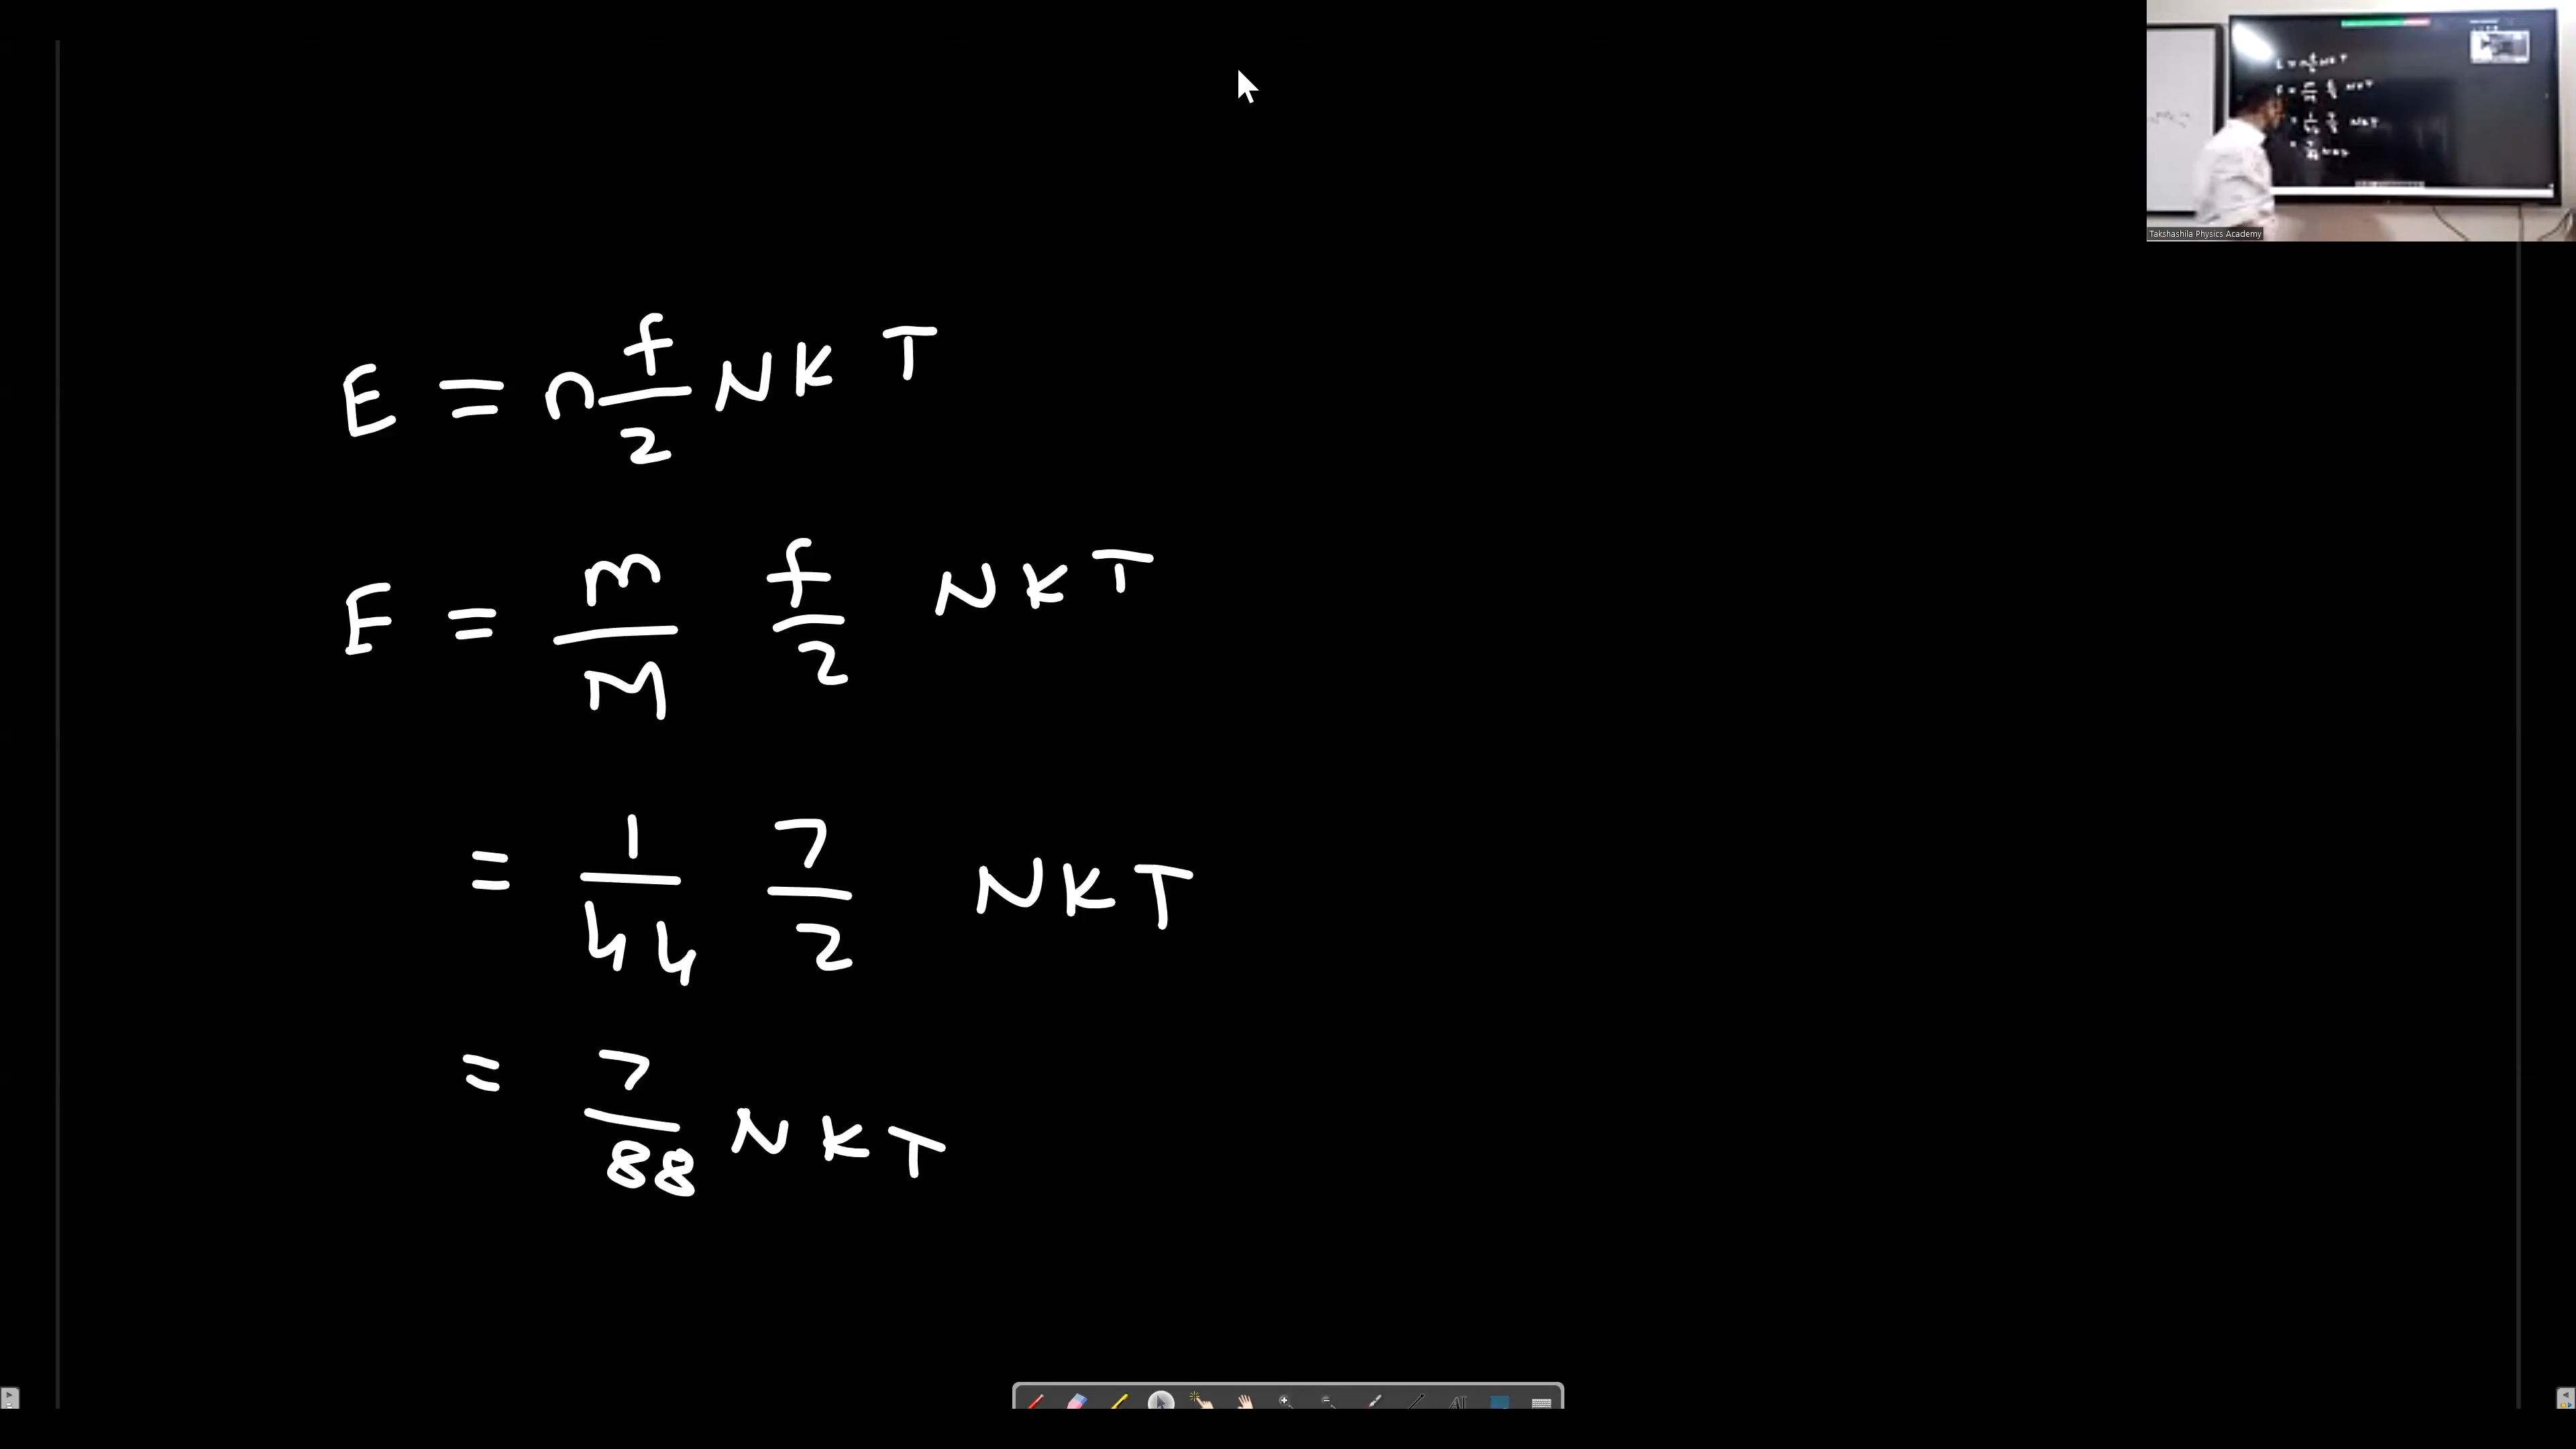 E = n f/2 NKT
E = m/M f/2 NKT
= 1/44 7/2 NKT
= 7/88 NKT
Takshashila Physics Academy